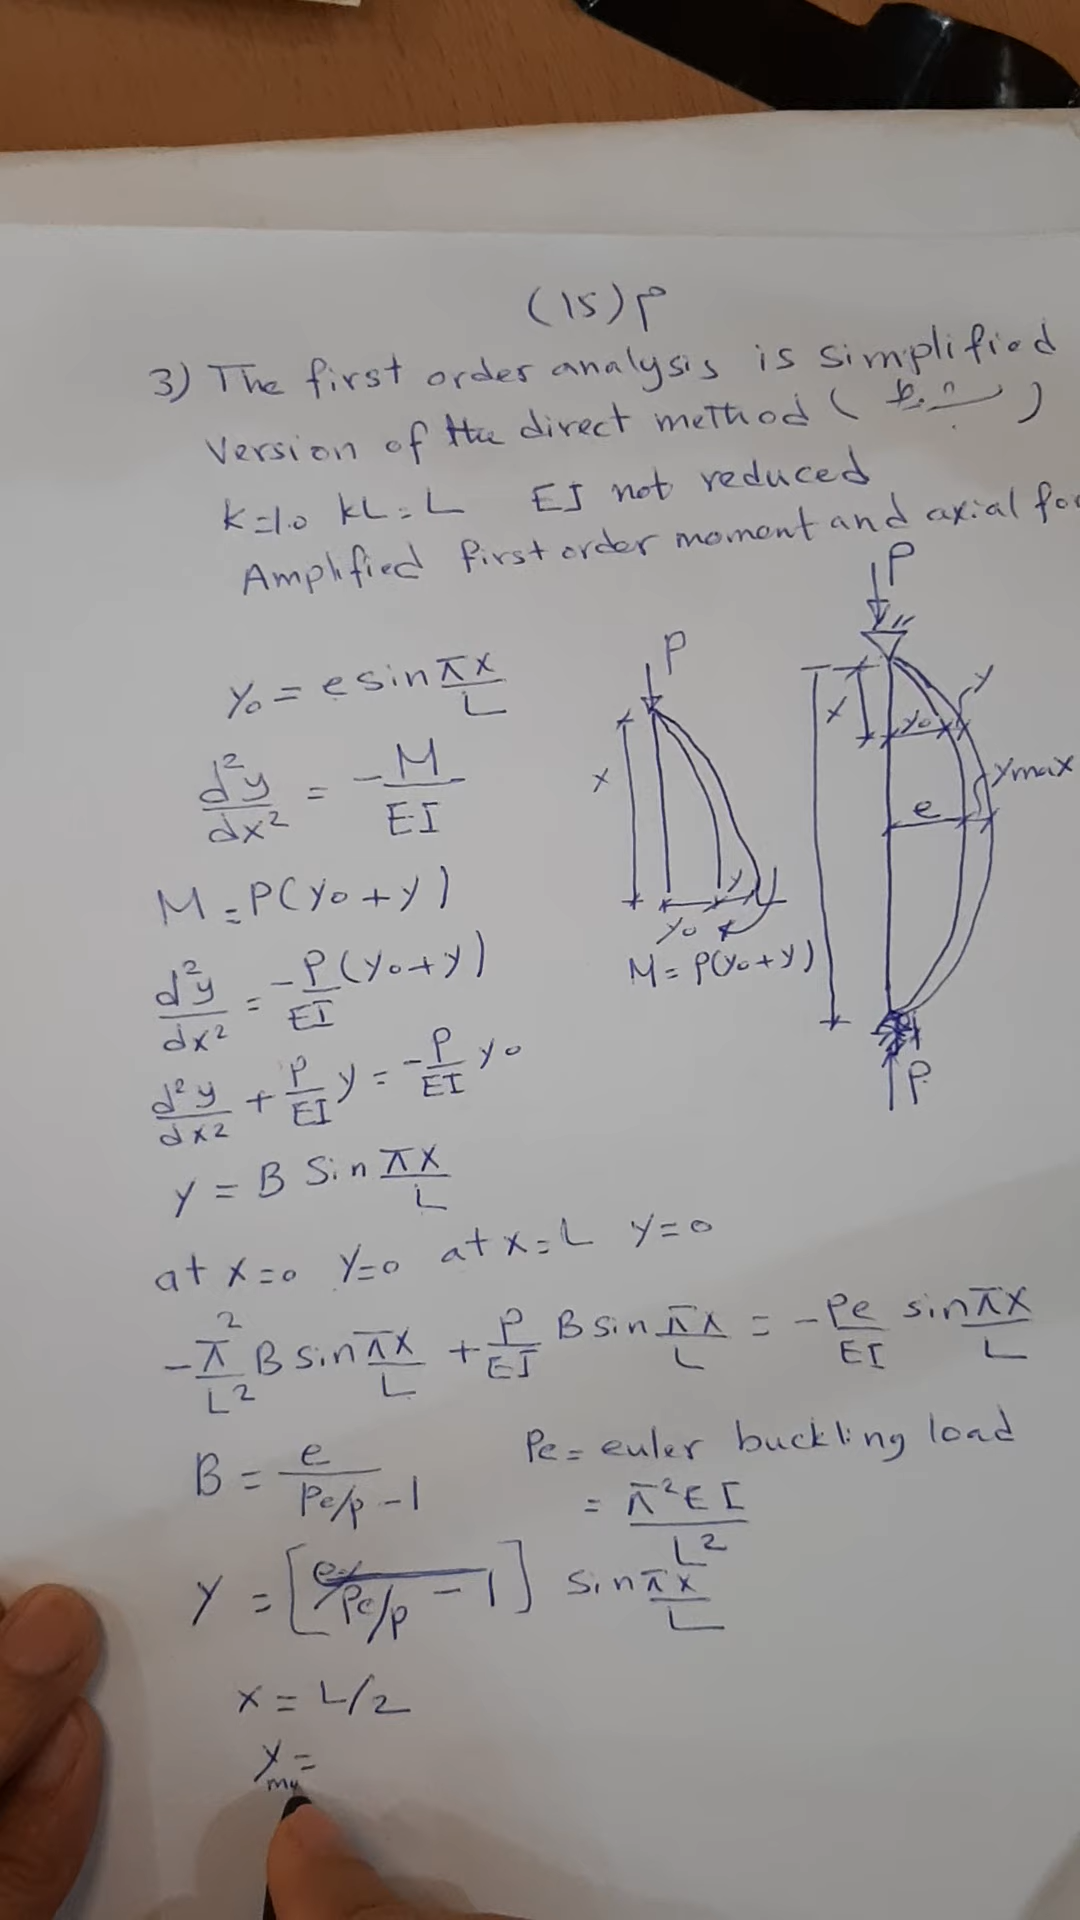 (15)P
3) The first order analysis is simplified
Version of the direct method ( )
k=1.0 kL=L EI not reduced
Amplified first order moment and axial for
P
P
y₀ = e sin πx/L
y
x
y₀
x
ymax
e
d²y/dx² = -M/EI
M = P(y₀+y)
y
y₀
M = P(y₀+y)
d²y/dx² = -P/EI (y₀+y)
d²y/dx² + P/EI y = -P/EI y₀
P
y = B Sin πx/L
at x=0 y=0 at x=L y=0
-π²/L² B sin πx/L + P/EI B sin πx/L = -Pe/EI sin πx/L
B = e/(Pe/P -1) Pe = euler buckling load
= π²EI/L²
y = [e/(Pe/P - 1)] sin πx/L
x = L/2
y =